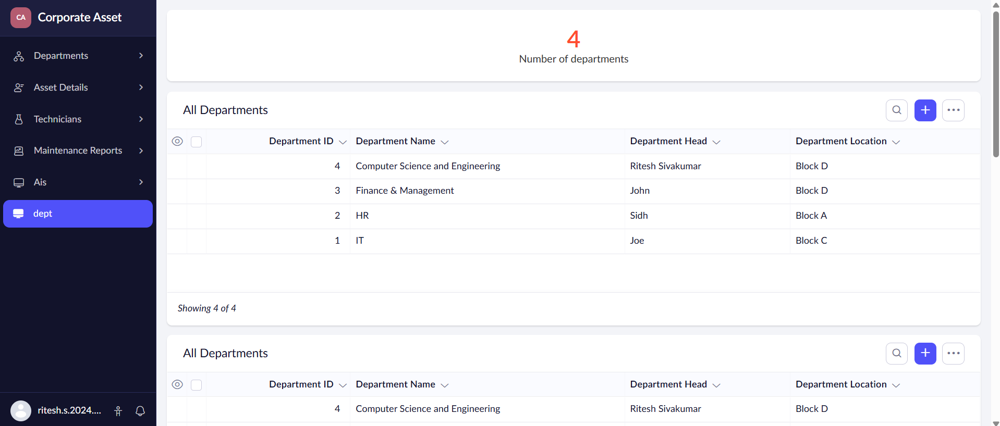 CA Corporate Asset
Departments
Asset Details
Technicians
Maintenance Reports
Ais
dept
ritesh.s.2024....
4
Number of departments
All Departments
Department ID Department Name Department Head Department Location
4 Computer Science and Engineering Ritesh Sivakumar Block D
3 Finance & Management John Block D
2 HR Sidh Block A
1 IT Joe Block C
Showing 4 of 4
All Departments
Department ID Department Name Department Head Department Location
4 Computer Science and Engineering Ritesh Sivakumar Block D